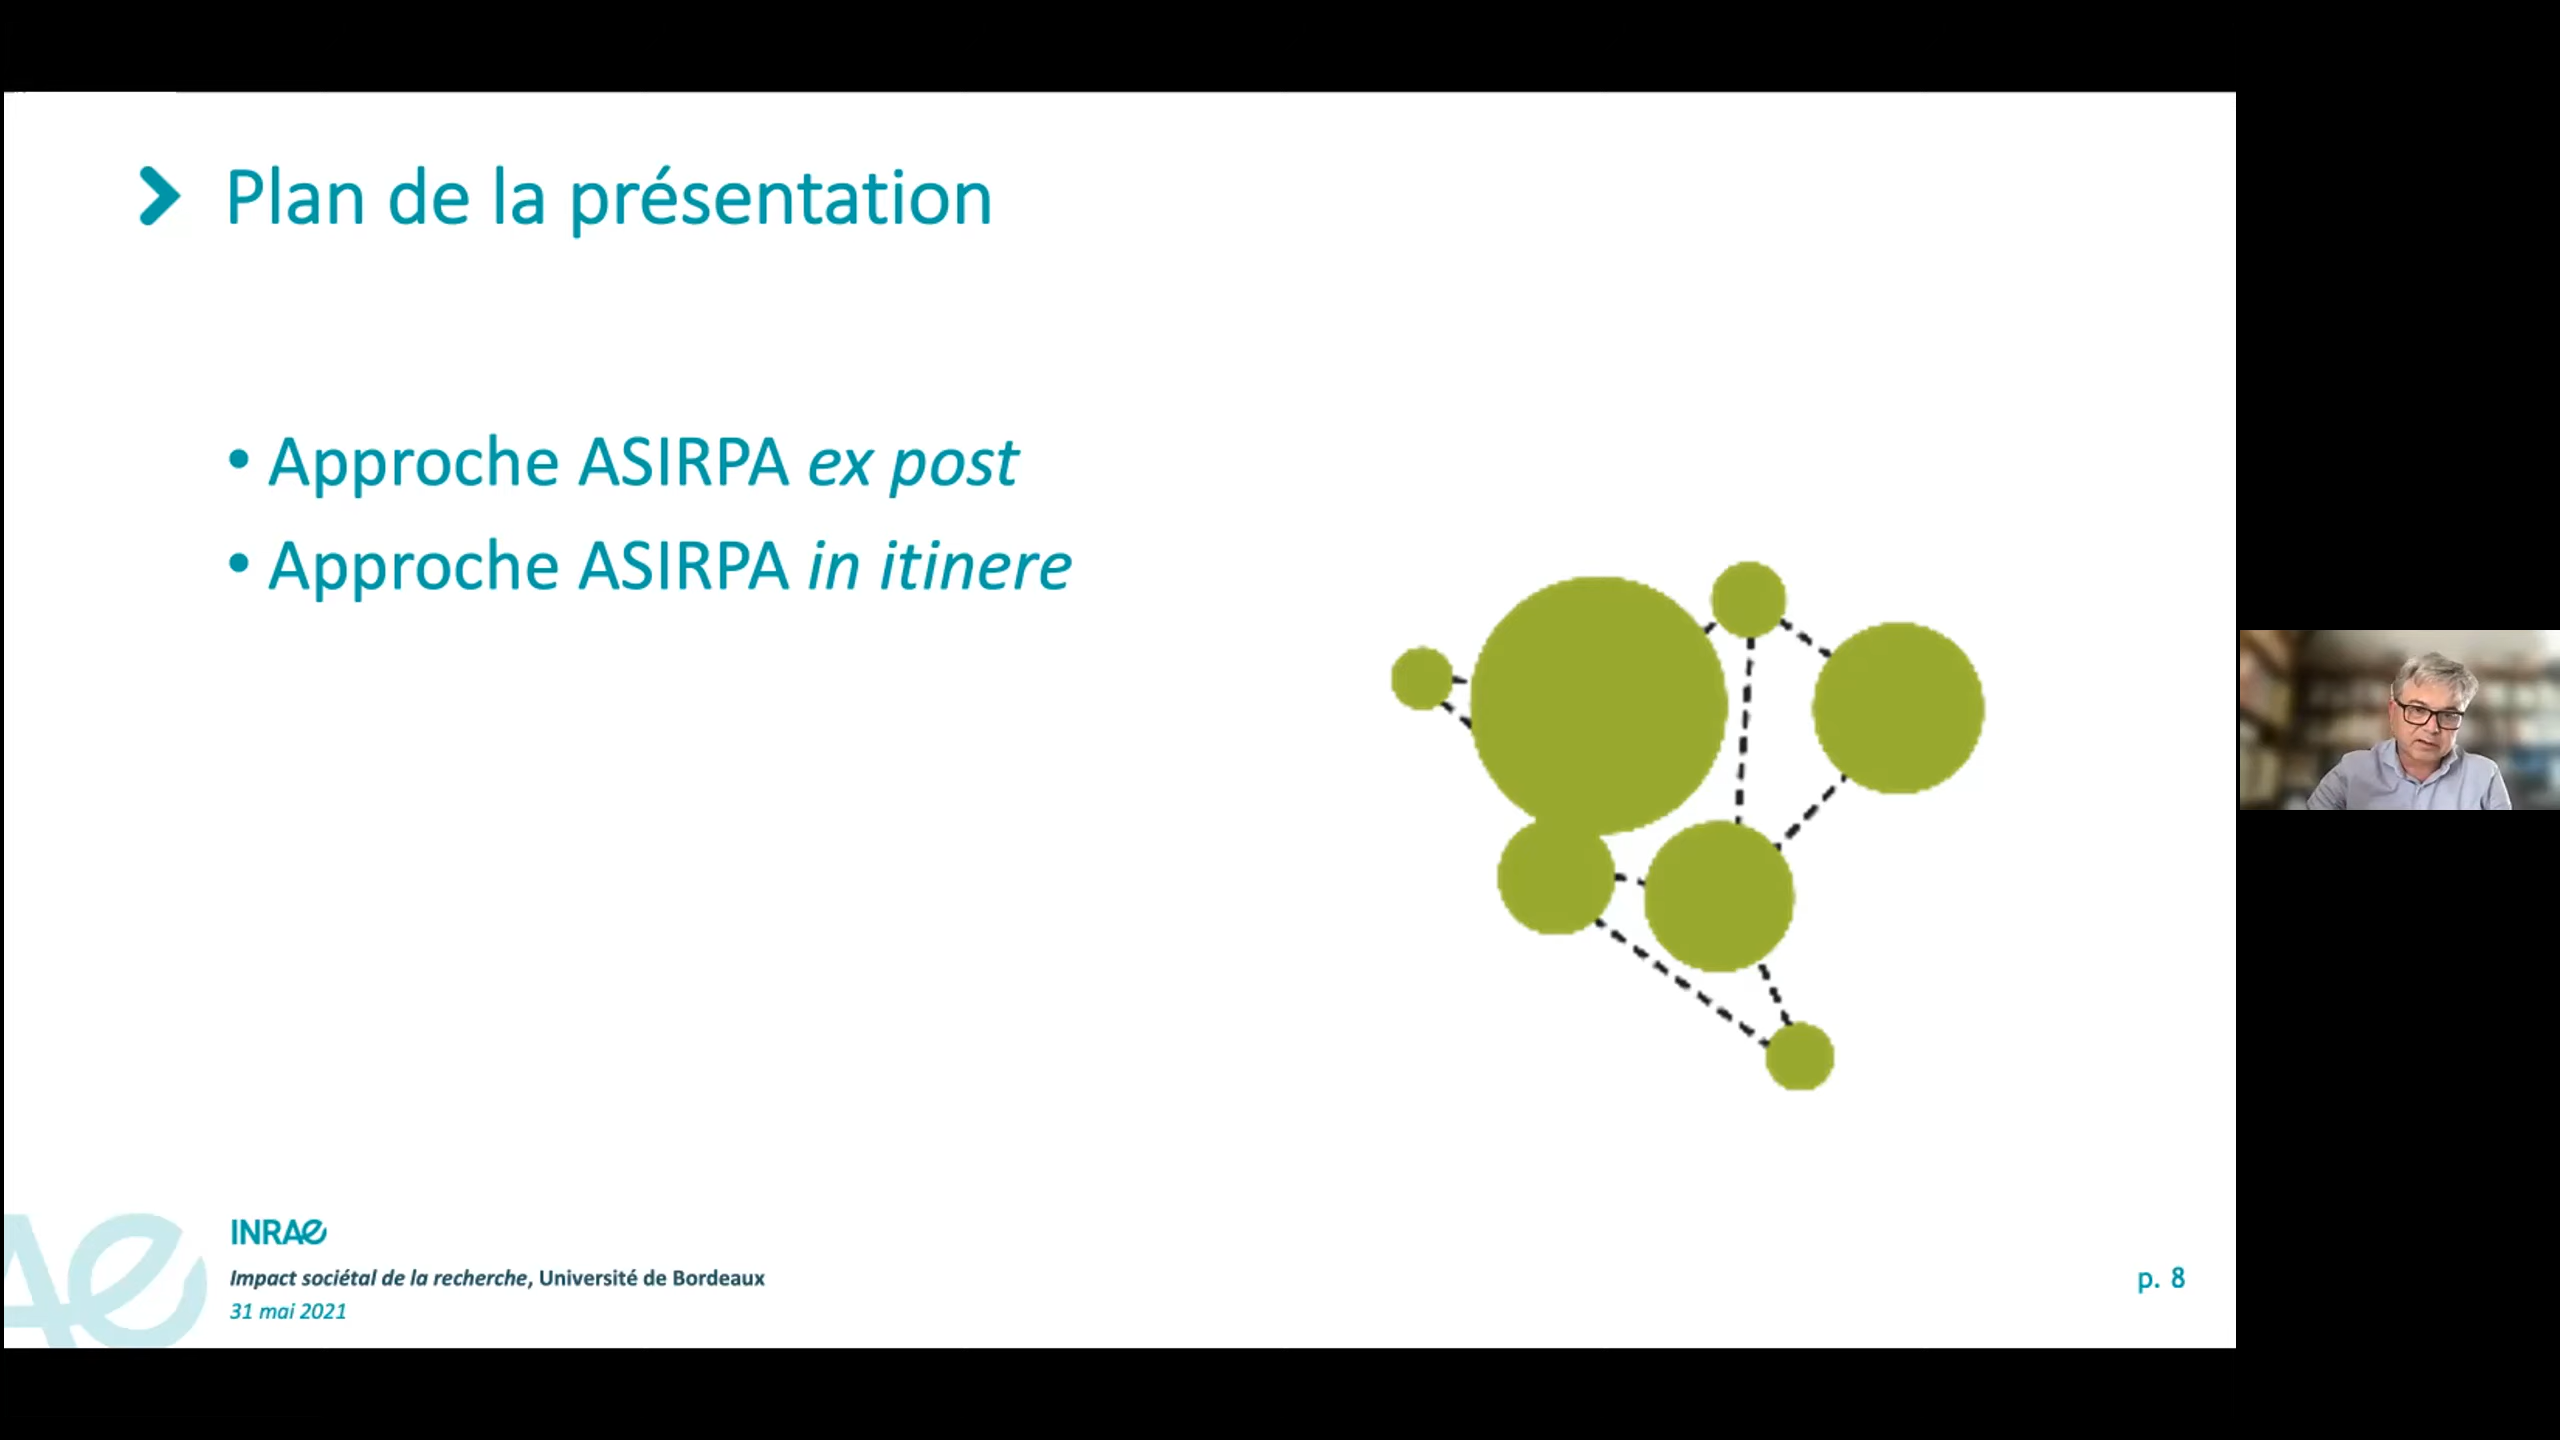 Plan de la présentation
• Approche ASIRPA ex post
• Approche ASIRPA in itinere
INRAE
Impact sociétal de la recherche, Université de Bordeaux
31 mai 2021
p. 8